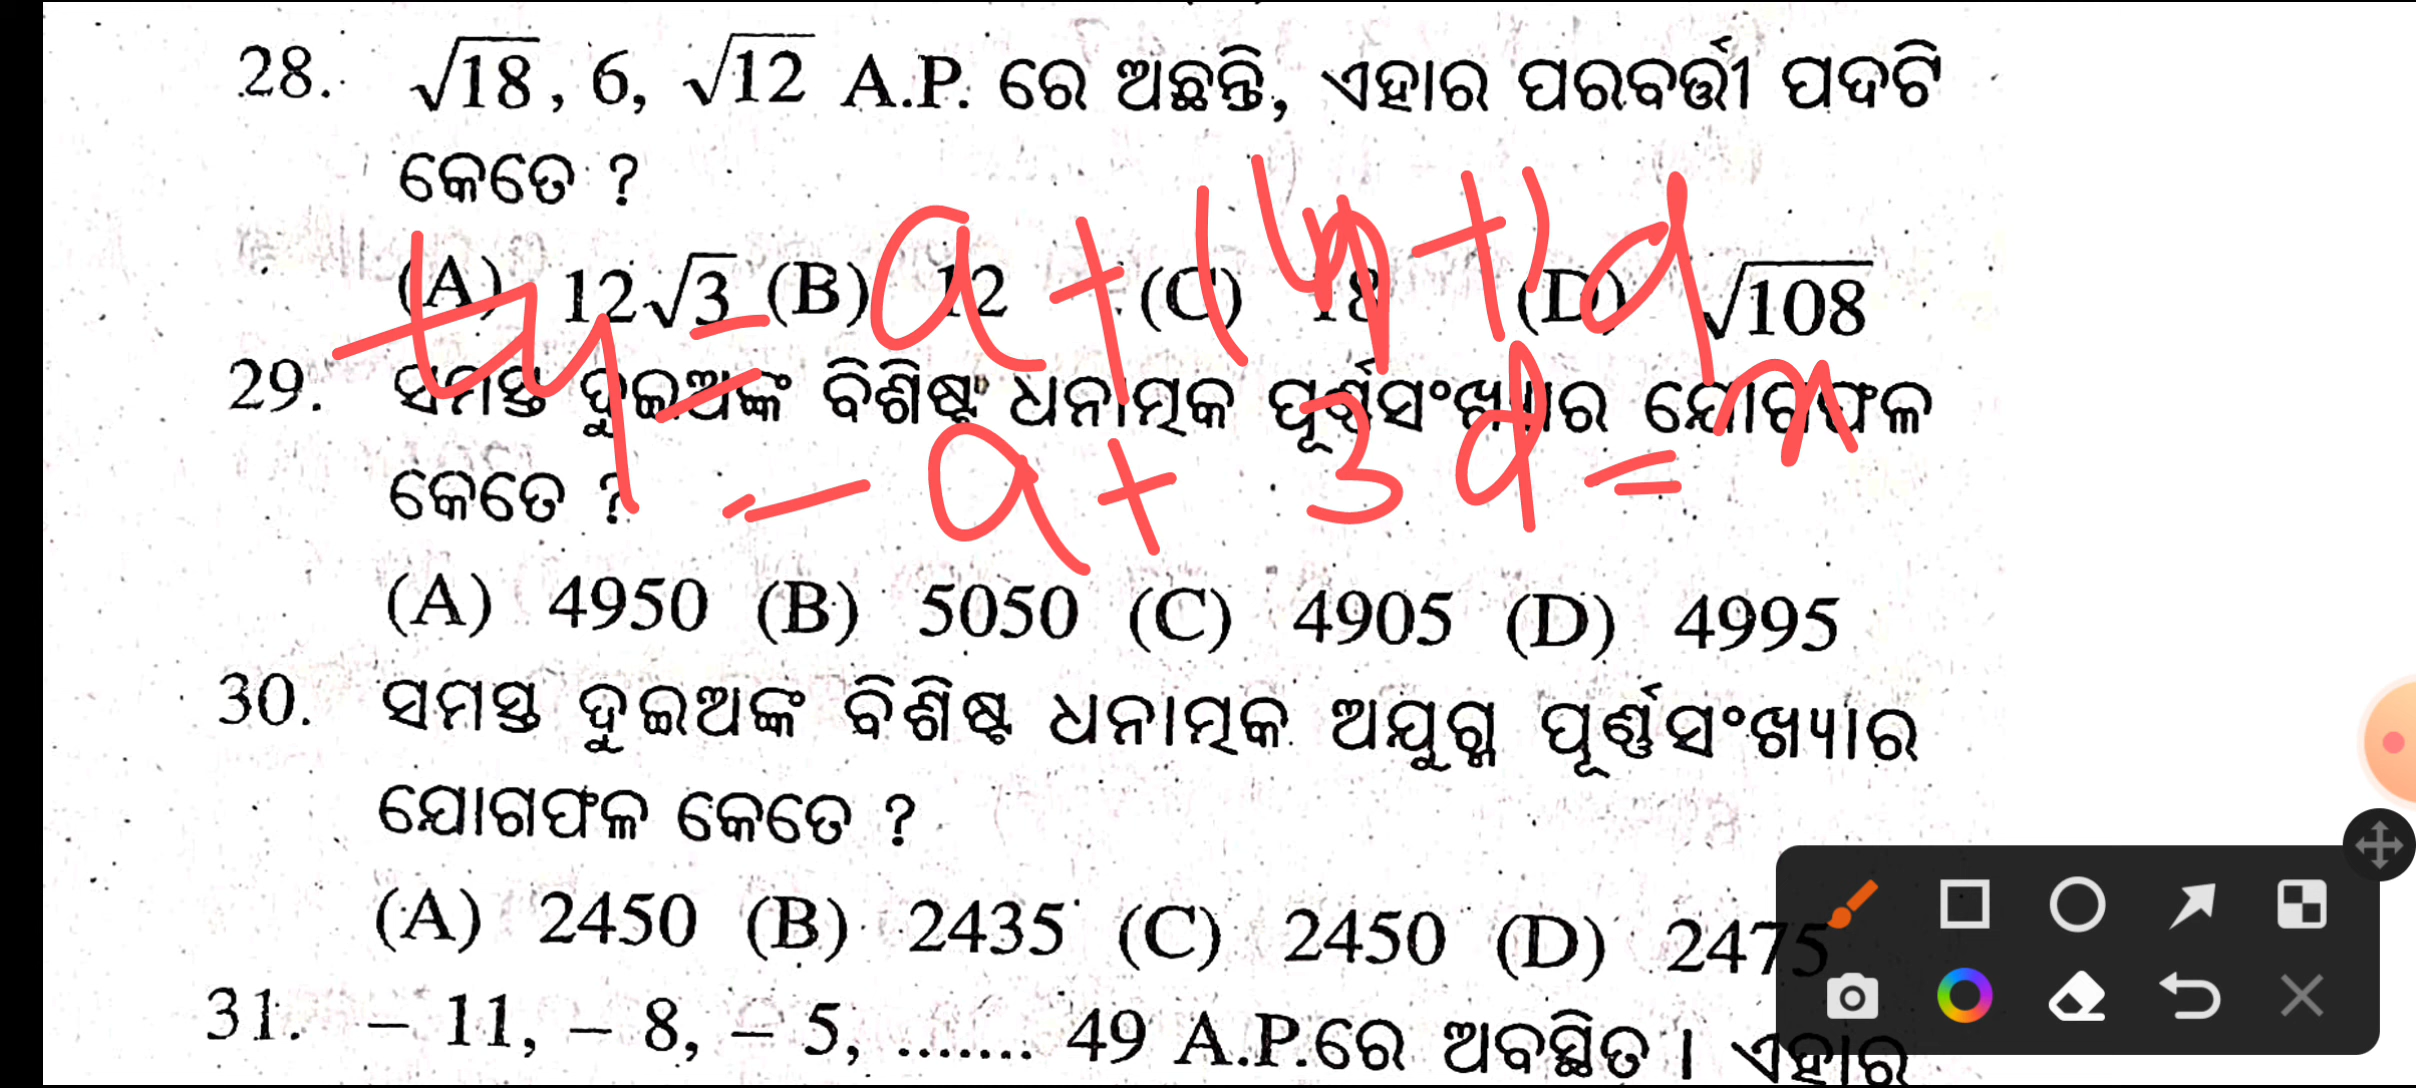 28. √18, 6, √12 A.P. ରେ ଅଛନ୍ତି, ଏହାର ପରବର୍ତ୍ତୀ ପଦଟି
କେତେ ?
(A) 12√3 (B) 12 (C) 18 (D) √108
t4 = a + (4 + 1) d
29. ସମସ୍ତ ଦୁଇଅଙ୍କ ବିଶିଷ୍ଟ ଧନାତ୍ମକ ପୂର୍ଣ୍ଣସଂଖ୍ୟାର ଯୋଗଫଳ
କେତେ ?
= a + 3d =
(A) 4950 (B) 5050 (C) 4905 (D) 4995
30. ସମସ୍ତ ଦୁଇଅଙ୍କ ବିଶିଷ୍ଟ ଧନାତ୍ମକ ଅଯୁଗ୍ମ ପୂର୍ଣ୍ଣସଂଖ୍ୟାର
ଯୋଗଫଳ କେତେ ?
(A) 2450 (B) 2435 (C) 2450 (D) 2475
31. – 11, – 8, – 5, ....... 49 A.P.ରେ ଅବସ୍ଥିତ । ଏହାର